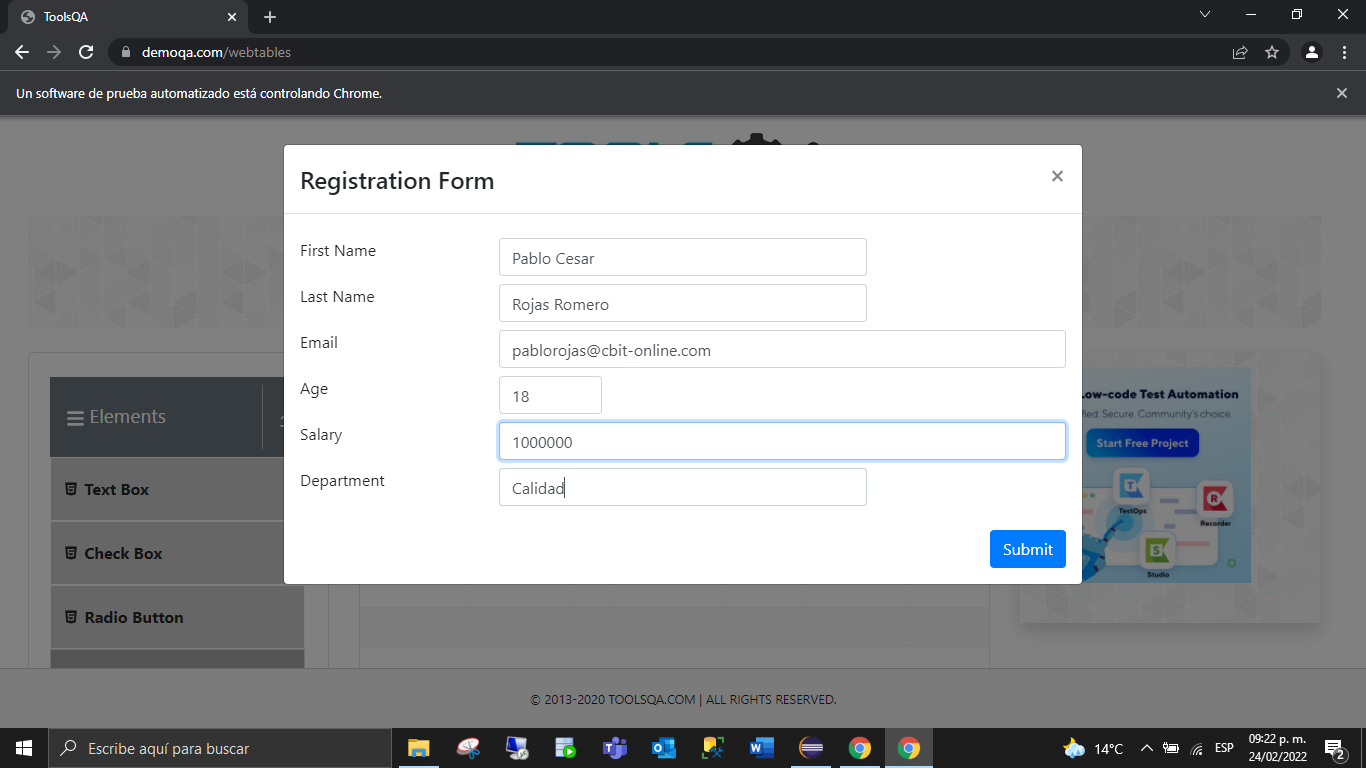 ToolsQA
demoqa.com/webtables
Un software de prueba automatizado está controlando Chrome.
Registration Form
×
First Name
Pablo Cesar
Last Name
Rojas Romero
Email
pablorojas@cbit-online.com
Age
18
Salary
1000000
Department
Calidad
Submit
Elements
Text Box
Check Box
Radio Button
Low-code Test Automation
Secure. Community's choice.
Start Free Project
TestOps
Recorder
Studio
© 2013-2020 TOOLSQA.COM | ALL RIGHTS RESERVED.
Escribe aquí para buscar
14°C
ESP
09:22 p. m.
24/02/2022
2